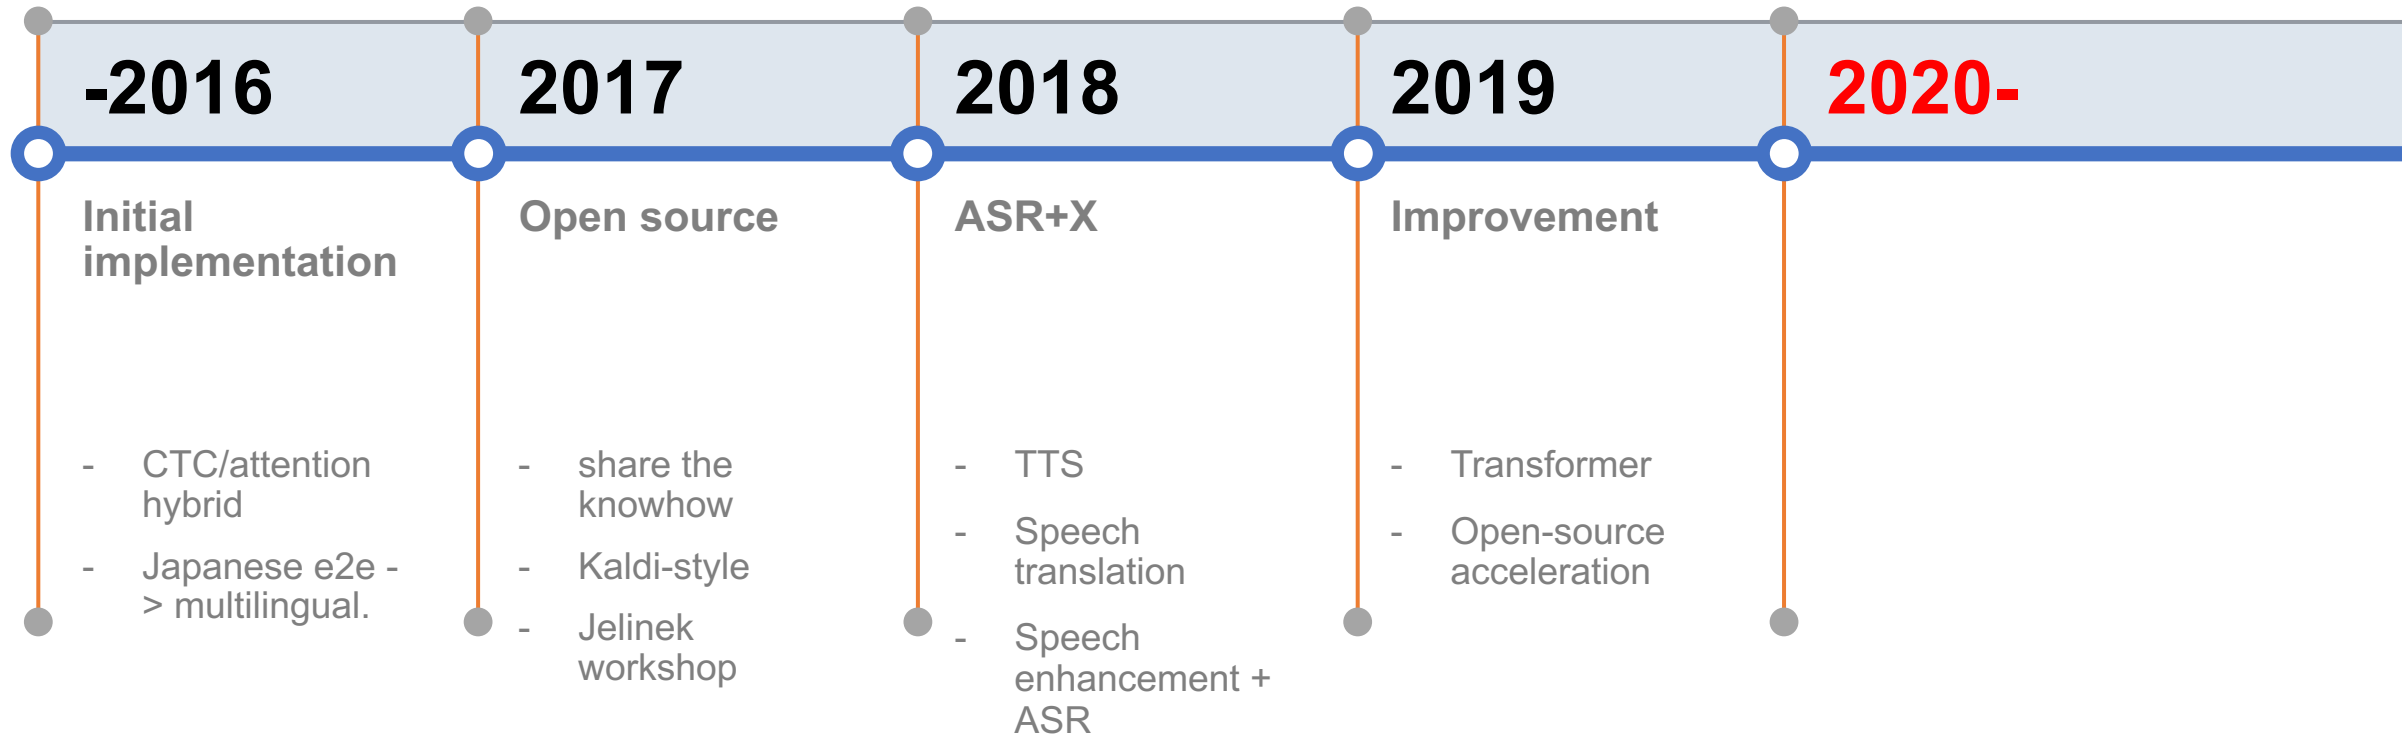 -2016
Initial
implementation
- CTC/attention
hybrid
- Japanese e2e -
> multilingual.
2017
Open source
- share the
knowhow
- Kaldi-style
- Jelinek
workshop
2018
ASR+X
- TTS
- Speech
translation
- Speech
enhancement +
ASR
2019
Improvement
- Transformer
- Open-source
acceleration
2020-